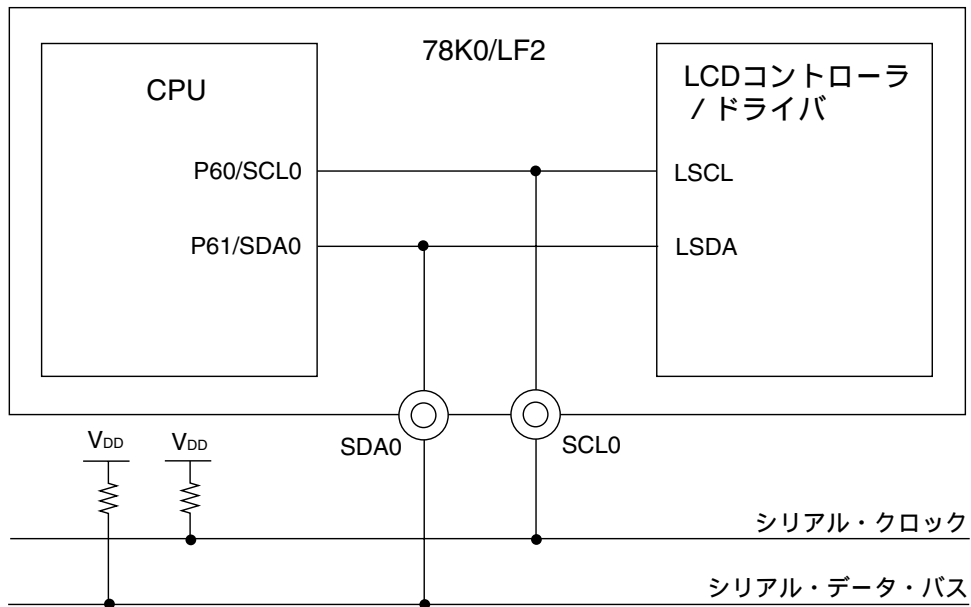 78K0/LF2
CPU
LCDコントローラ
/ドライバ
P60/SCL0
LSCL
P61/SDA0
LSDA
VDD
VDD
SDA0
SCL0
シリアル・クロック
シリアル・データ・バス